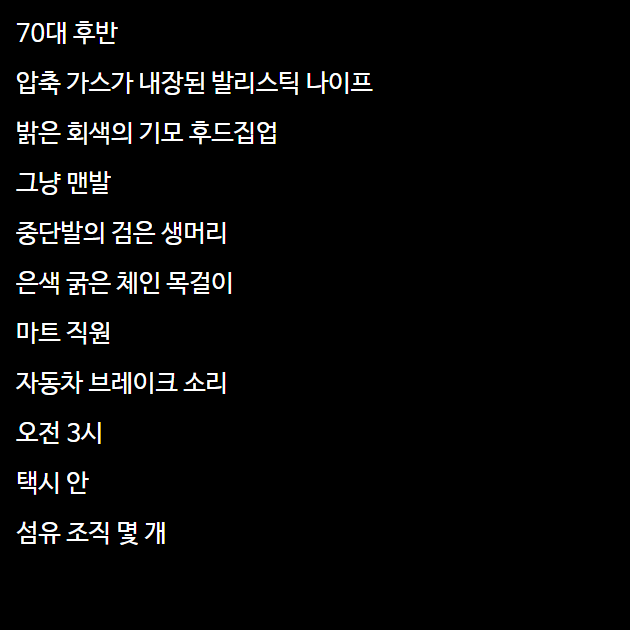 70대 후반
압축 가스가 내장된 발리스틱 나이프
밝은 회색의 기모 후드집업
그냥 맨발
중단발의 검은 생머리
은색 굵은 체인 목걸이
마트 직원
자동차 브레이크 소리
오전 3시
택시 안
섬유 조직 몇 개